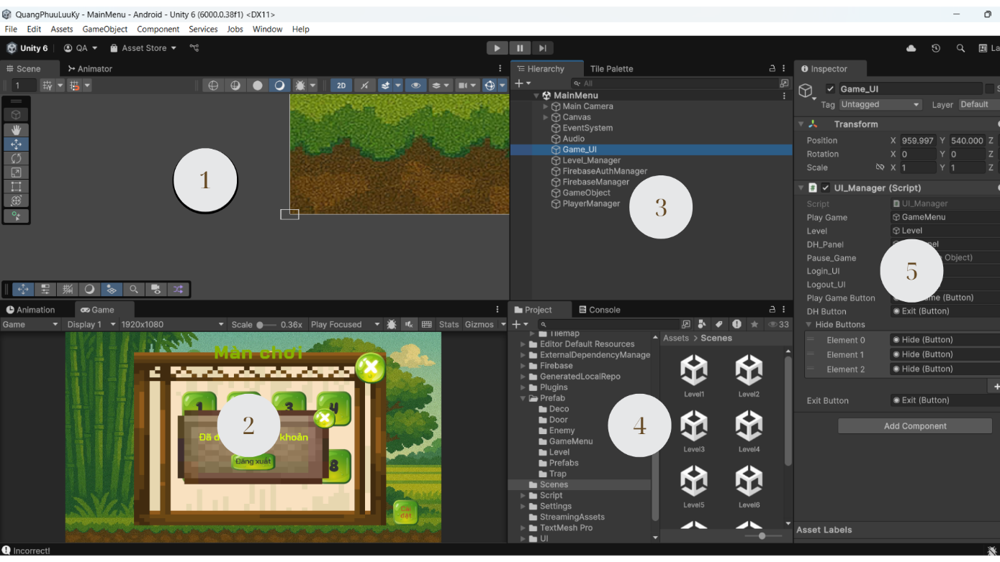 QuangPhuuLuuKy - MainMenu - Android - Unity 6 (6000.0.38f1) <DX11>
File Edit Assets GameObject Component Services Jobs Window Help
Unity 6 QA Asset Store
Scene Animator
1 2D
1
Hierarchy Tile Palette
All
MainMenu
Main Camera
Canvas
EventSystem
Audio
Game_UI
Level_Manager
FirebaseAuthManager
FirebaseManager
GameObject
PlayerManager
3
Inspector
Game_UI
Tag Untagged Layer Default
Transform
Position X 959.997 Y 540.000 Z
Rotation X 0 Y 0 Z
Scale X 1 Y 1 Z
UI_Manager (Script)
Script UI_Manager
Play Game GameMenu
Level Level
DH_Panel
Pause_Game Object)
Login_UI
Logout_UI
5
Play Game Button (Button)
DH Button Exit (Button)
Hide Buttons
Element 0 Hide (Button)
Element 1 Hide (Button)
Element 2 Hide (Button)
Exit Button Exit (Button)
Add Component
Asset Labels
Animation Game
Game Display 1 1920x1080 Scale 0.36x Play Focused Stats Gizmos
Màn chơi
1 3 4
2
Đã khoản
Đăng xuất
8
Project Console
33
Tilemap
Editor Default Resources
ExternalDependencyManage
Firebase
GeneratedLocalRepo
Plugins
Prefab
Deco
Door
Enemy
GameMenu
Level
Prefabs
Trap
Scenes
Script
Settings
StreamingAssets
TextMesh Pro
UI
4
Assets > Scenes
Level1 Level2
Level3 Level4
Level5 Level6
Incorrect!